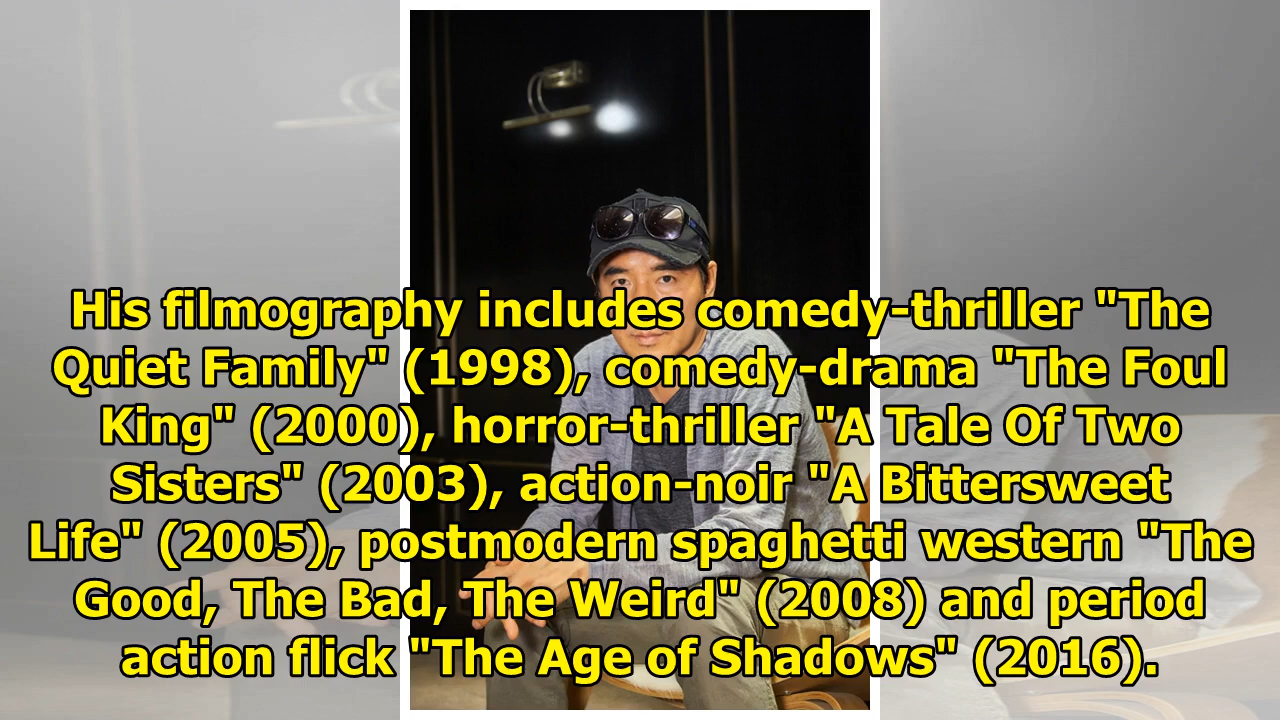 His filmography includes comedy-thriller "The
Quiet Family" (1998), comedy-drama "The Foul
King" (2000), horror-thriller "A Tale Of Two
Sisters" (2003), action-noir "A Bittersweet
Life" (2005), postmodern spaghetti western "The
Good, The Bad, The Weird" (2008) and period
action flick "The Age of Shadows" (2016).